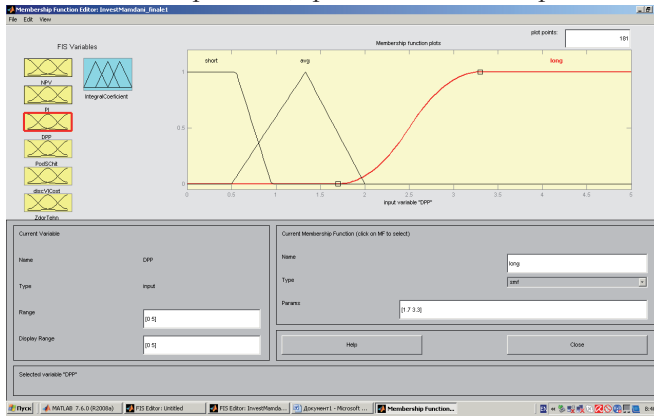 Membership Function Editor: InvestMamdani_finale1
File Edit View
FIS Variables
NPV
PI
DPP
PodSChit
discVlCost
ZdorTehn
IntegralCoeficient
plot points:
181
Membership function plots
short
avg
long
1
0.5
0
0 0.5 1 1.5 2 2.5 3 3.5 4 4.5 5
input variable "DPP"
Current Variable
Name DPP
Type input
Range [0 5]
Display Range [0 5]
Current Membership Function (click on MF to select)
Name long
Type smf
Params [1.7 3.3]
Help Close
Selected variable "DPP"
Пуск MATLAB 7.6.0 (R2008a) FIS Editor: Untitled FIS Editor: InvestMamda... Документ1 - Microsoft ... Membership Function... EN